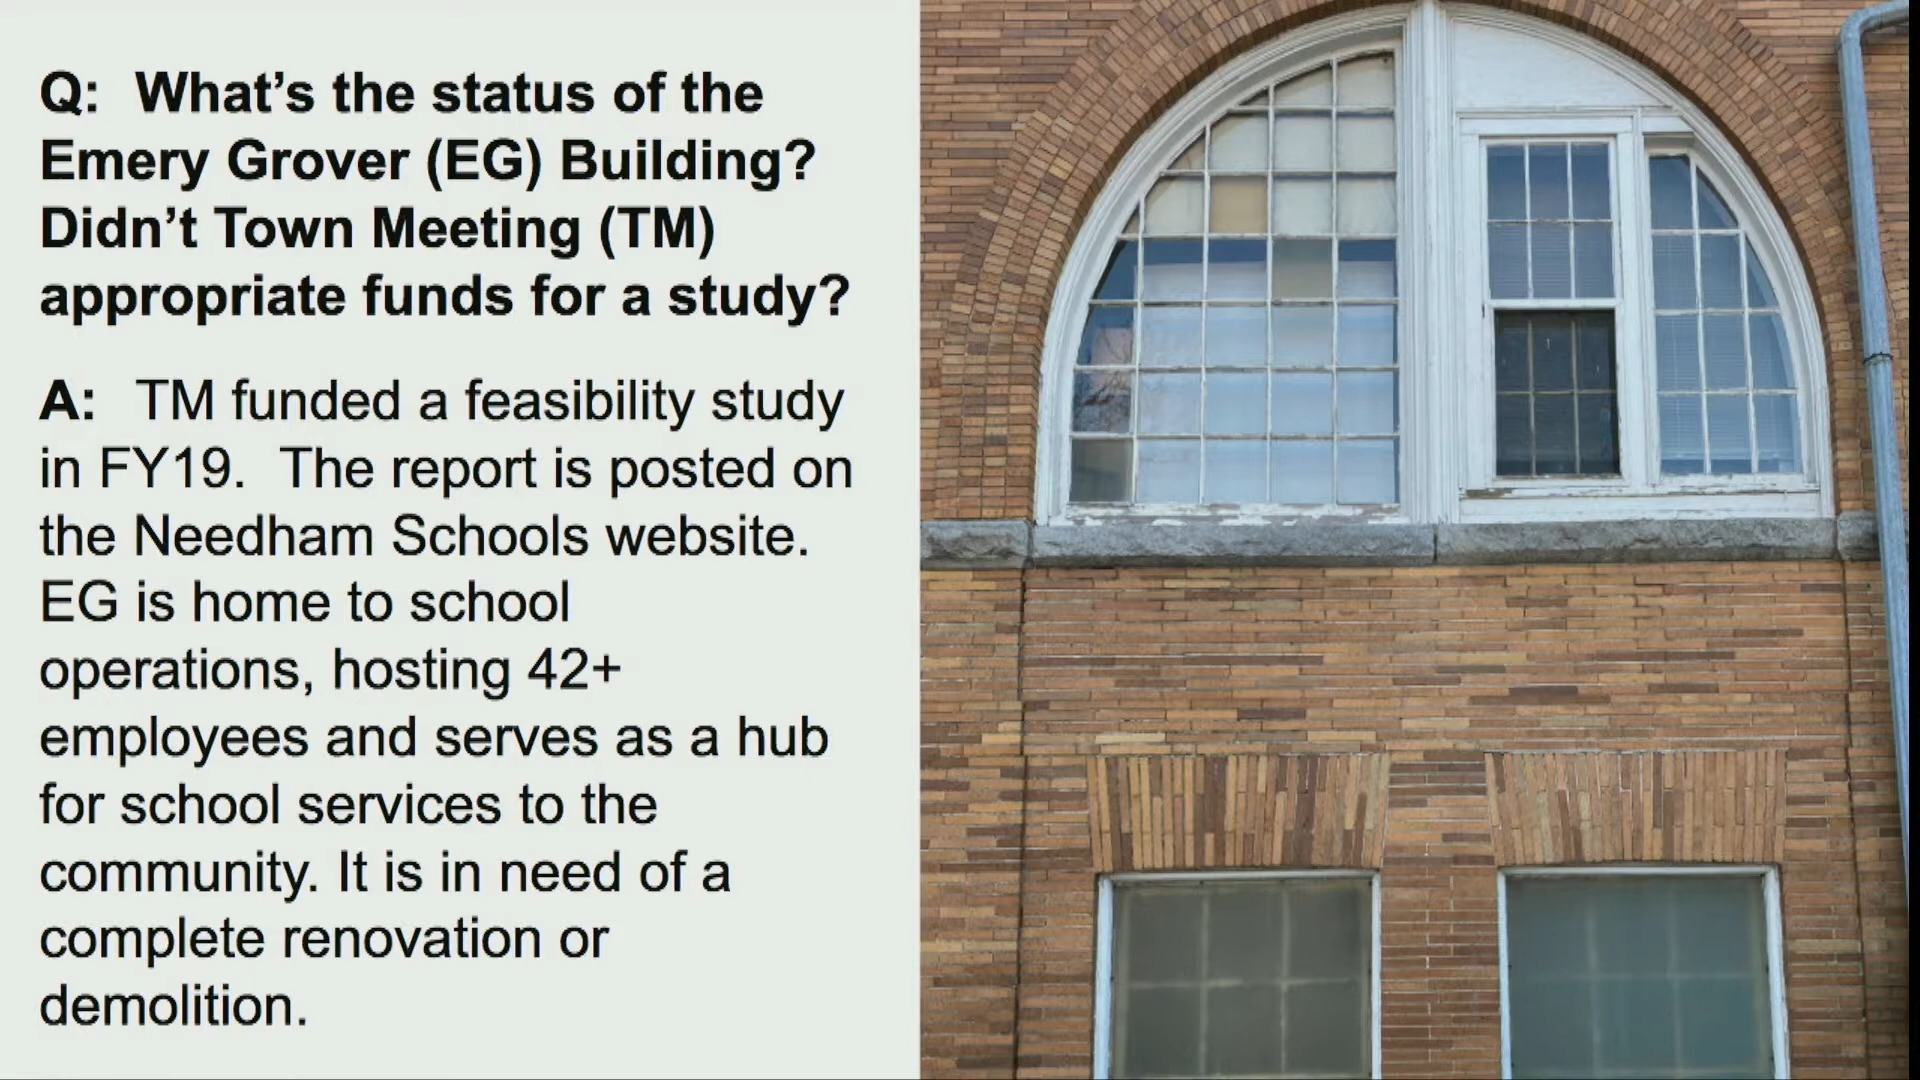 Q: What's the status of the
Emery Grover (EG) Building?
Didn't Town Meeting (TM)
appropriate funds for a study?
A: TM funded a feasibility study
in FY19. The report is posted on
the Needham Schools website.
EG is home to school
operations, hosting 42+
employees and serves as a hub
for school services to the
community. It is in need of a
complete renovation or
demolition.